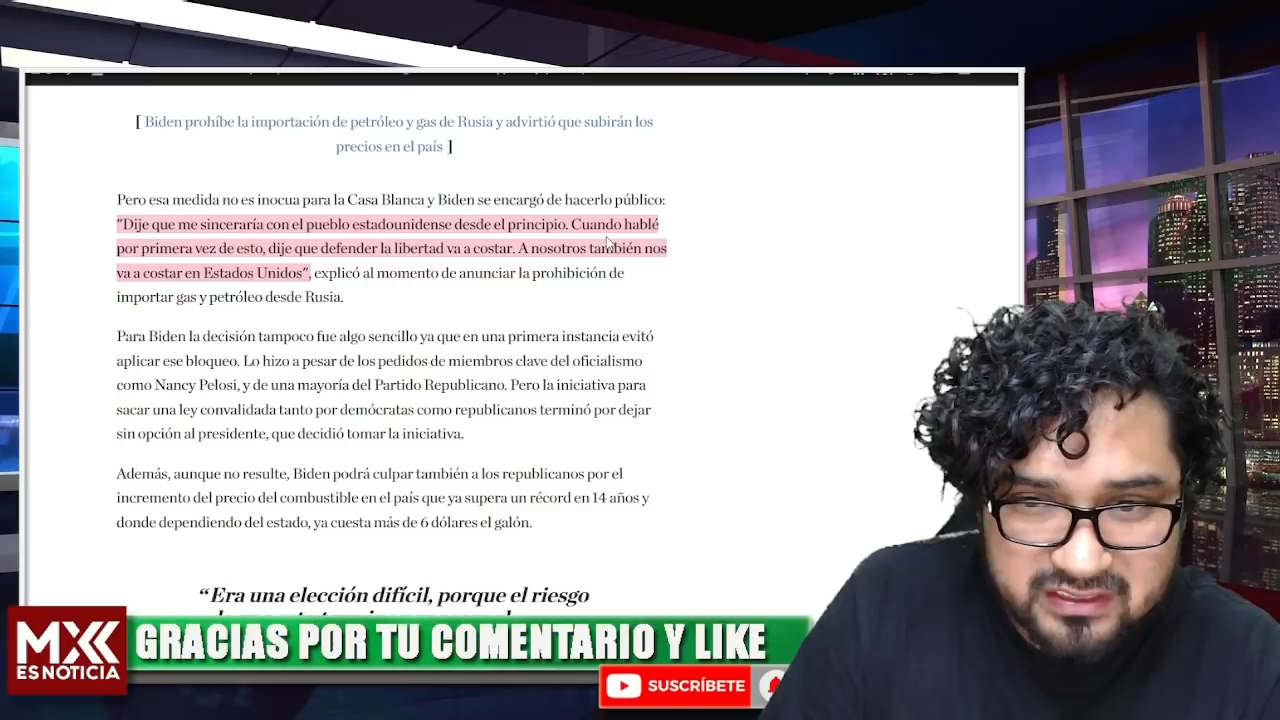 [ Biden prohíbe la importación de petróleo y gas de Rusia y advirtió que subirán los
precios en el país ]
Pero esa medida no es inocua para la Casa Blanca y Biden se encargó de hacerlo público:
"Dije que me sinceraría con el pueblo estadounidense desde el principio. Cuando hablé
por primera vez de esto, dije que defender la libertad va a costar. A nosotros también nos
va a costar en Estados Unidos", explicó al momento de anunciar la prohibición de
importar gas y petróleo desde Rusia.
Para Biden la decisión tampoco fue algo sencillo ya que en una primera instancia evitó
aplicar ese bloqueo. Lo hizo a pesar de los pedidos de miembros clave del oficialismo
como Nancy Pelosi, y de una mayoría del Partido Republicano. Pero la iniciativa para
sacar una ley convalidada tanto por demócratas como republicanos terminó por dejar
sin opción al presidente, que decidió tomar la iniciativa.
Además, aunque no resulte, Biden podrá culpar también a los republicanos por el
incremento del precio del combustible en el país que ya supera un récord en 14 años y
donde dependiendo del estado, ya cuesta más de 6 dólares el galón.
“Era una elección difícil, porque el riesgo
MX
ES NOTICIA
GRACIAS POR TU COMENTARIO Y LIKE
SUSCRÍBETE